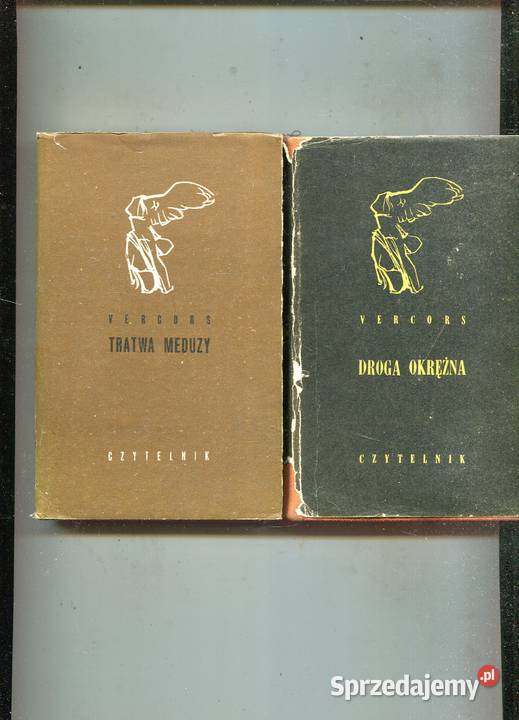 VERCORS
TRATWA MEDUZY
CZYTELNIK
VERCORS
DROGA OKRĘŻNA
CZYTELNIK
Sprzedajemy.pl